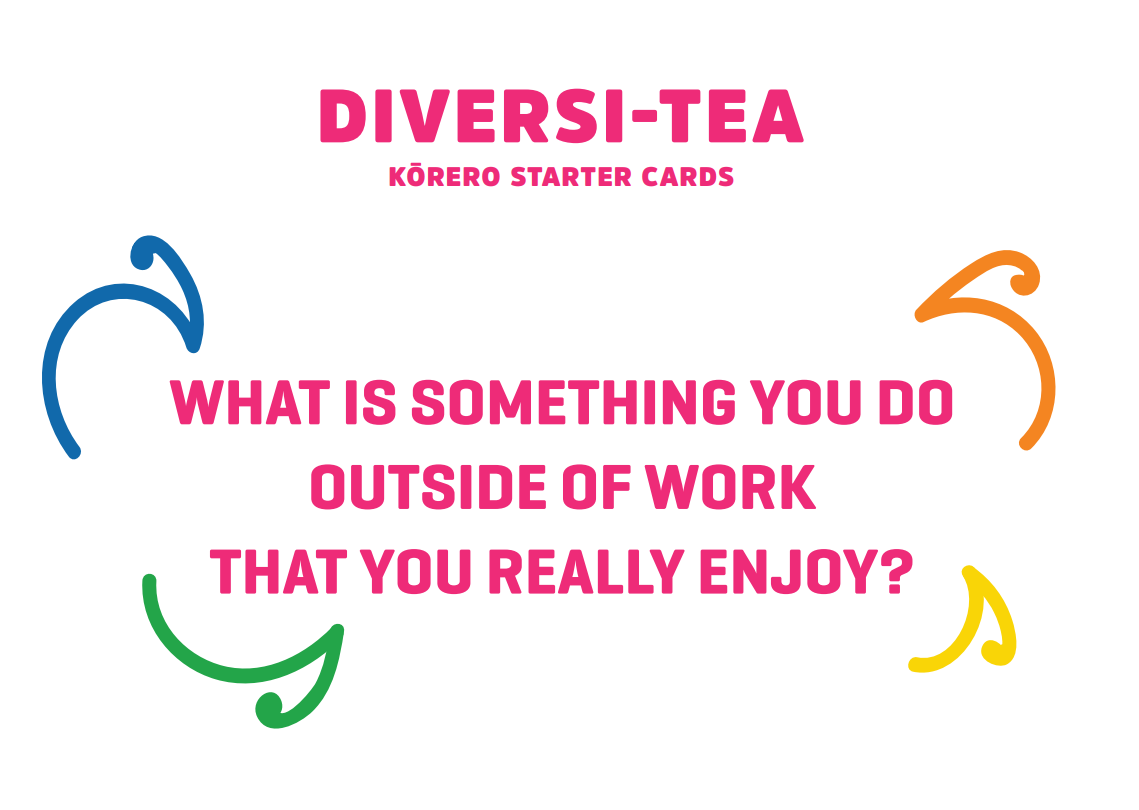 DIVERSI-TEA
KŌRERO STARTER CARDS
WHAT IS SOMETHING YOU DO
OUTSIDE OF WORK
THAT YOU REALLY ENJOY?